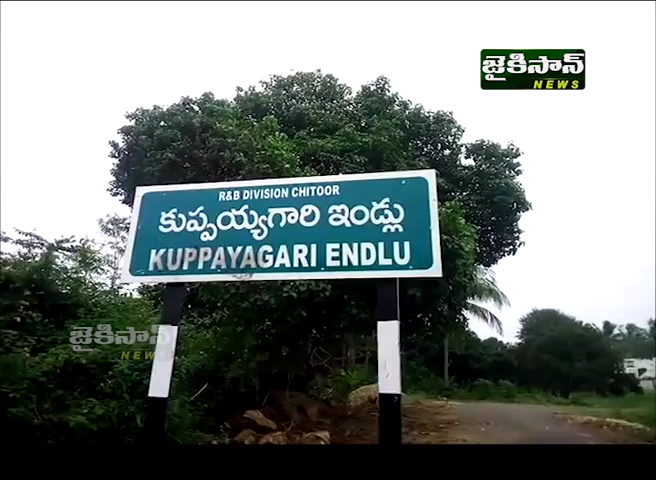 జైకిసాన్
NEWS
R&B DIVISION CHITOOR
కుప్పయ్యగారి ఇండ్లు
KUPPAYAGARI ENDLU
జైకిసాన్
NEWS